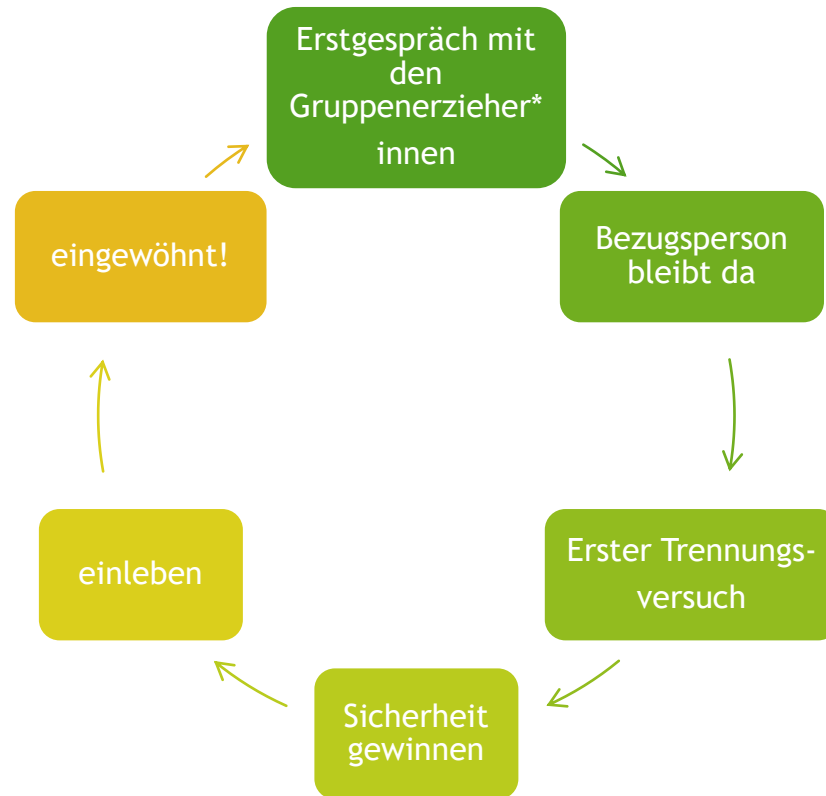 Erstgespräch mit
den
Gruppenerzieher*
innen
Bezugsperson
bleibt da
Erster Trennungs-
versuch
Sicherheit
gewinnen
einleben
eingewöhnt!